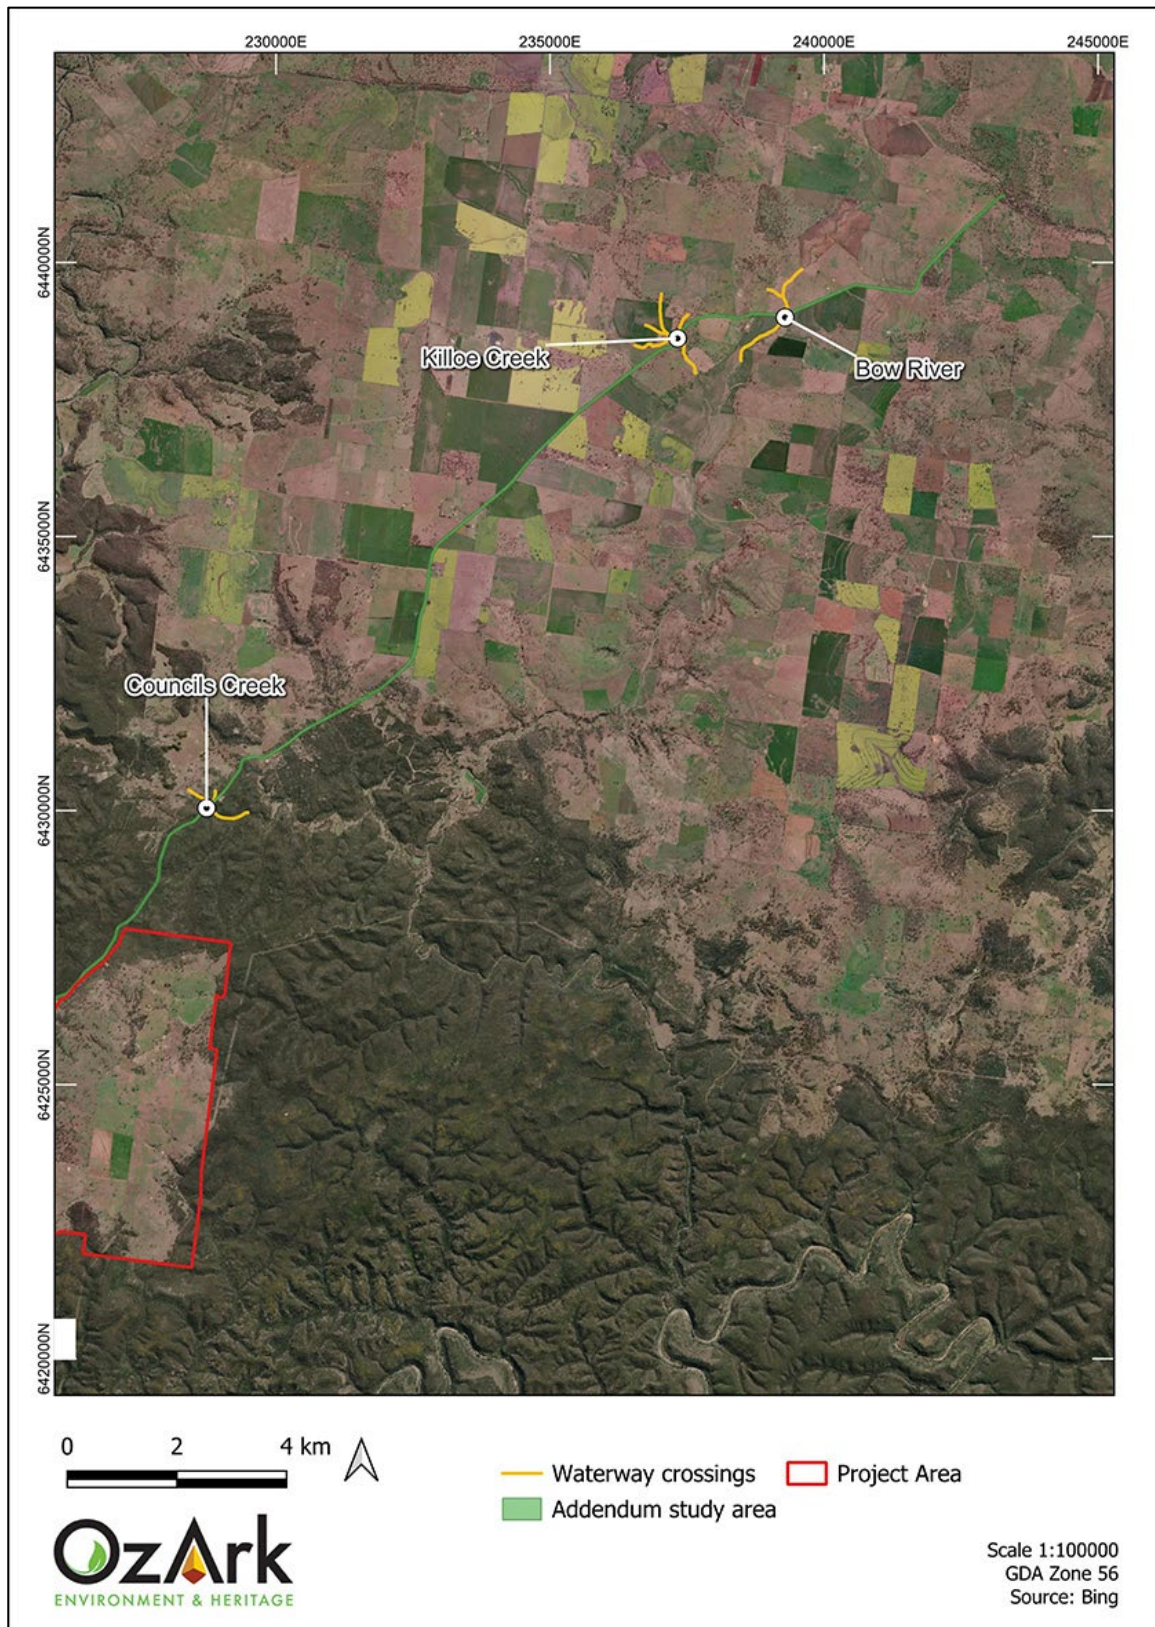 230000E 235000E 240000E 245000E
6440000N
Killoe Creek
Bow River
6435000N
Councils Creek
6430000N
6425000N
6420000N
0 2 4 km
Waterway crossings Project Area
Addendum study area
OzArk
ENVIRONMENT & HERITAGE
Scale 1:100000
GDA Zone 56
Source: Bing